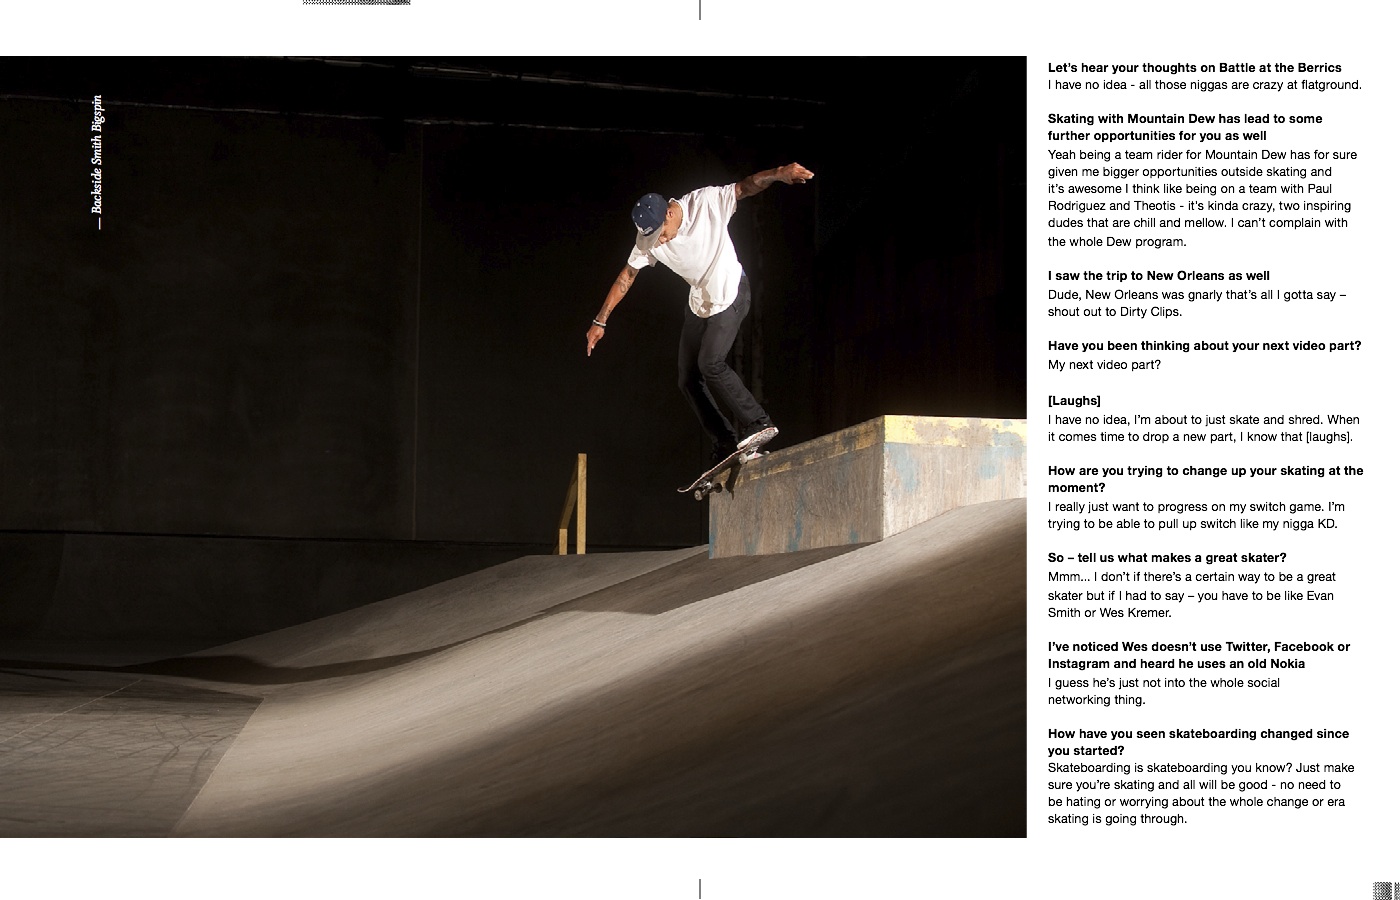 — Backside Smith Bigspin
Let's hear your thoughts on Battle at the Berrics
I have no idea - all those niggas are crazy at flatground.
Skating with Mountain Dew has lead to some
further opportunities for you as well
Yeah being a team rider for Mountain Dew has for sure
given me bigger opportunities outside skating and
it's awesome I think like being on a team with Paul
Rodriguez and Theotis - it's kinda crazy, two inspiring
dudes that are chill and mellow. I can't complain with
the whole Dew program.
I saw the trip to New Orleans as well
Dude, New Orleans was gnarly that's all I gotta say –
shout out to Dirty Clips.
Have you been thinking about your next video part?
My next video part?
[Laughs]
I have no idea, I'm about to just skate and shred. When
it comes time to drop a new part, I know that [laughs].
How are you trying to change up your skating at the
moment?
I really just want to progress on my switch game. I'm
trying to be able to pull up switch like my nigga KD.
So – tell us what makes a great skater?
Mmm... I don't if there's a certain way to be a great
skater but if I had to say – you have to be like Evan
Smith or Wes Kremer.
I've noticed Wes doesn't use Twitter, Facebook or
Instagram and heard he uses an old Nokia
I guess he's just not into the whole social
networking thing.
How have you seen skateboarding changed since
you started?
Skateboarding is skateboarding you know? Just make
sure you're skating and all will be good - no need to
be hating or worrying about the whole change or era
skating is going through.